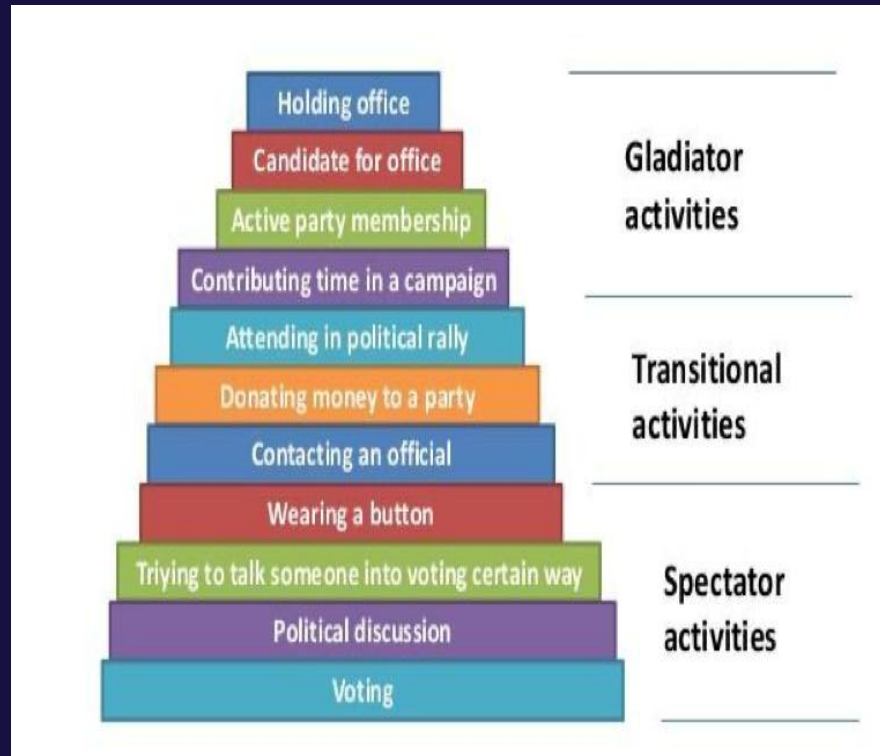 Holding office
Candidate for office
Active party membership
Contributing time in a campaign
Attending in political rally
Donating money to a party
Contacting an official
Wearing a button
Triying to talk someone into voting certain way
Political discussion
Voting
Gladiator
activities
Transitional
activities
Spectator
activities